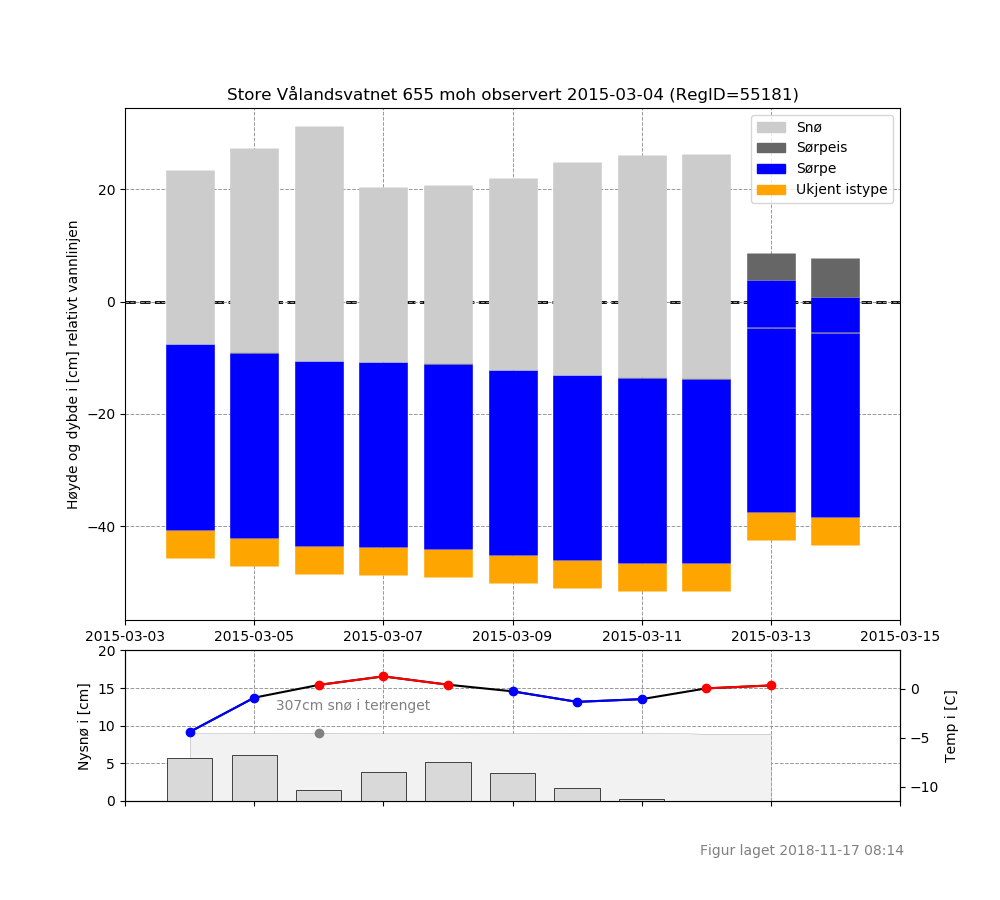 Store Vålandsvatnet 655 moh observert 2015-03-04 (RegID=55181)
Høyde og dybde i [cm] relativt vannlinjen
20
0
−20
−40
Snø
Sørpeis
Sørpe
Ukjent istype
2015-03-03 2015-03-05 2015-03-07 2015-03-09 2015-03-11 2015-03-13 2015-03-15
Nysnø i [cm]
20
15
10
5
0
307cm snø i terrenget
0
−5
−10
Temp i [C]
Figur laget 2018-11-17 08:14